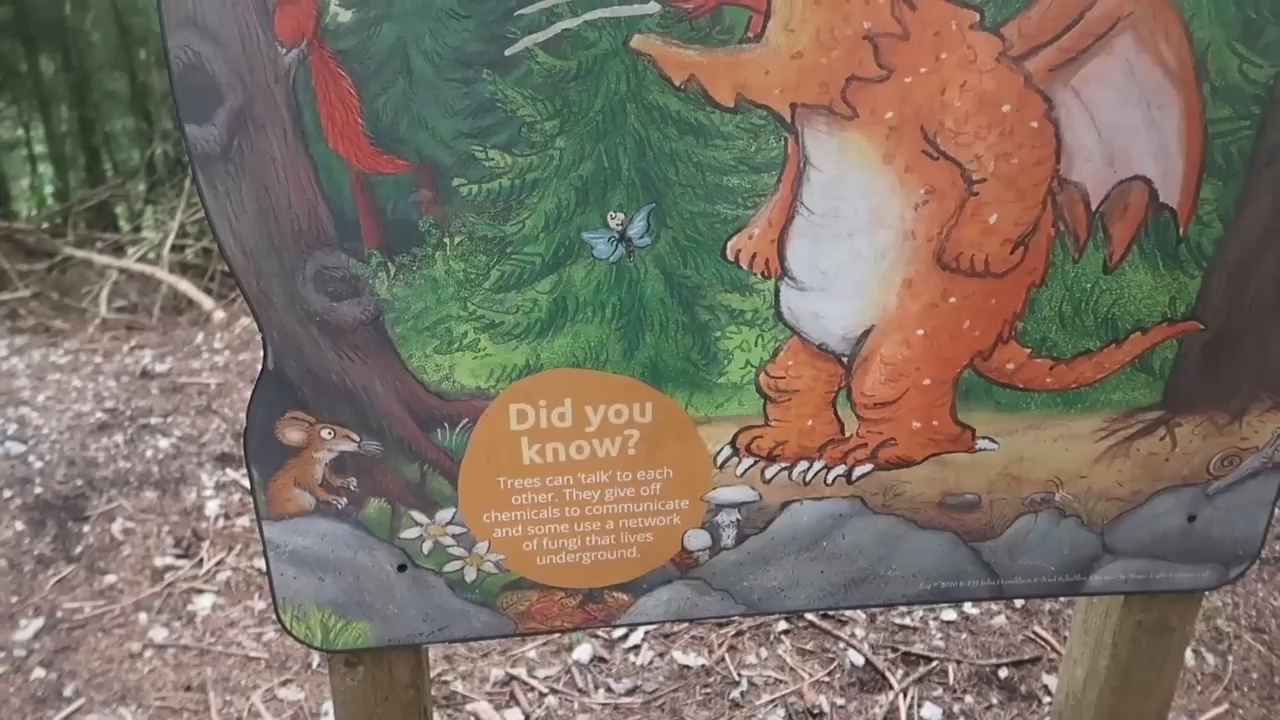 Did you
know?
Trees can 'talk' to each
other. They give off
chemicals to communicate
and some use a network
of fungi that lives
underground.